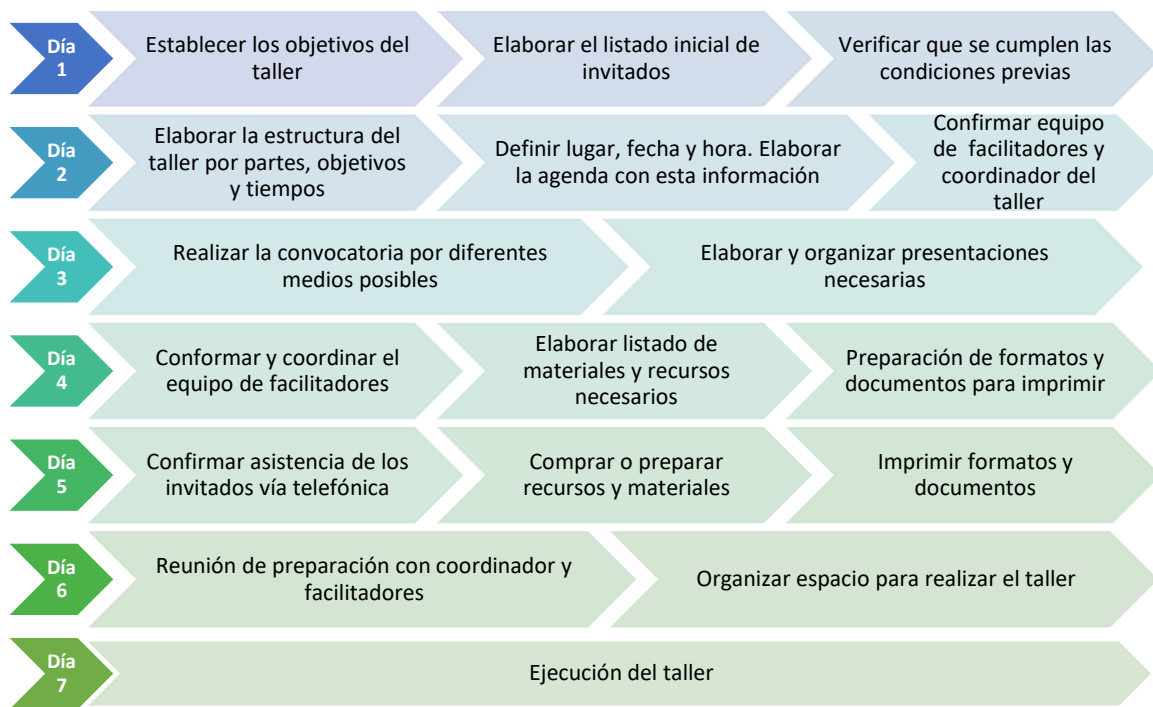 Día
1
Establecer los objetivos del
taller
Elaborar el listado inicial de
invitados
Verificar que se cumplen las
condiciones previas
Día
2
Elaborar la estructura del
taller por partes, objetivos
y tiempos
Definir lugar, fecha y hora. Elaborar
la agenda con esta información
Confirmar equipo
de facilitadores y
coordinador del
taller
Día
3
Realizar la convocatoria por diferentes
medios posibles
Elaborar y organizar presentaciones
necesarias
Día
4
Conformar y coordinar el
equipo de facilitadores
Elaborar listado de
materiales y recursos
necesarios
Preparación de formatos y
documentos para imprimir
Día
5
Confirmar asistencia de los
invitados vía telefónica
Comprar o preparar
recursos y materiales
Imprimir formatos y
documentos
Día
6
Reunión de preparación con coordinador y
facilitadores
Organizar espacio para realizar el taller
Día
7
Ejecución del taller